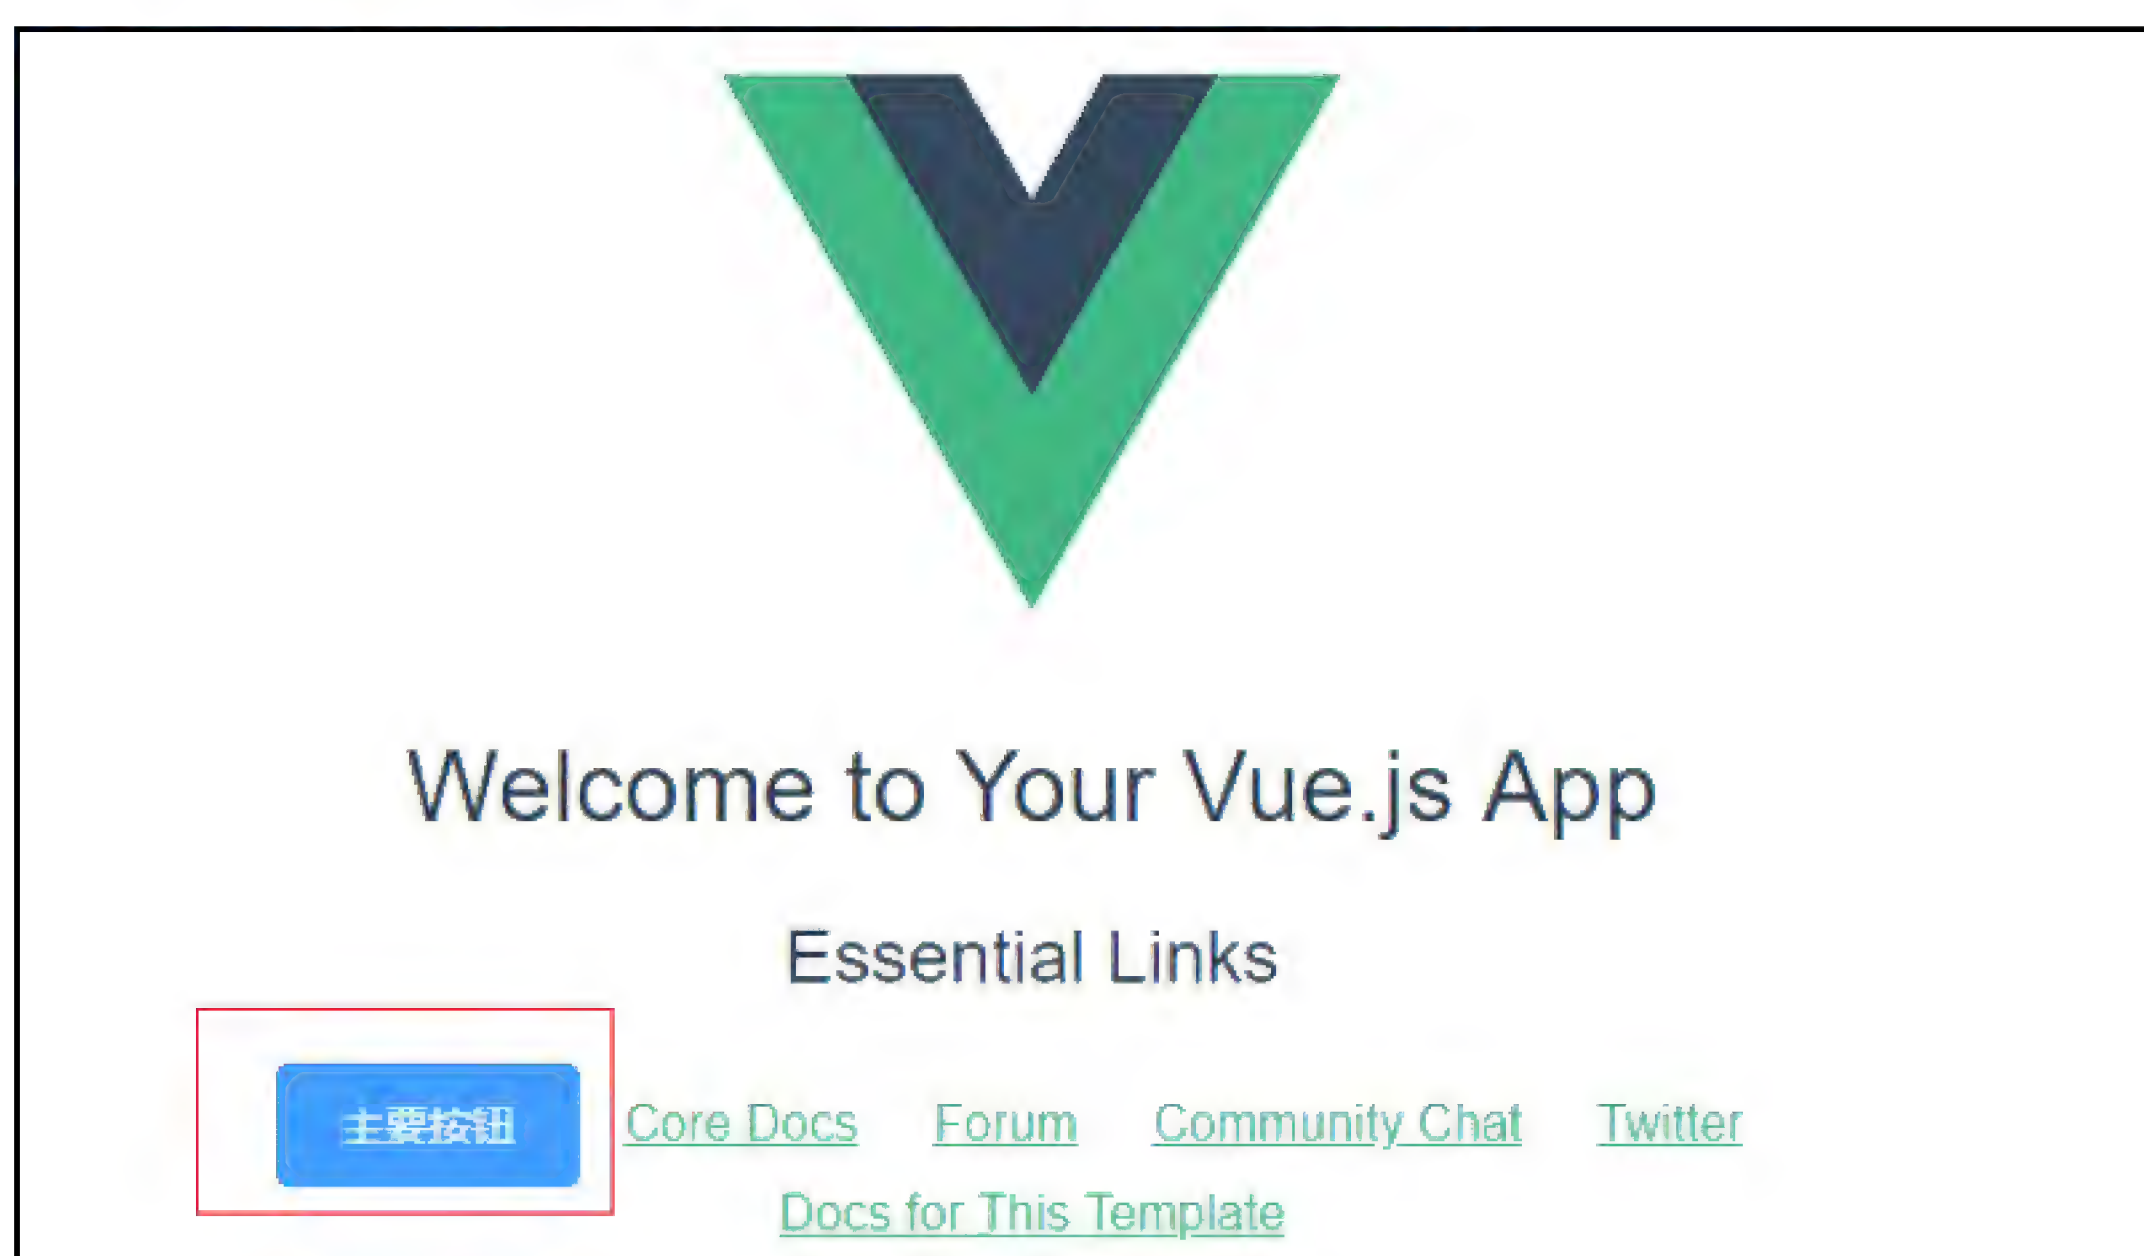 Welcome to Your Vue.js App
Essential Links
主要按钮 Core Docs Forum Community Chat Twitter
Docs for This Template